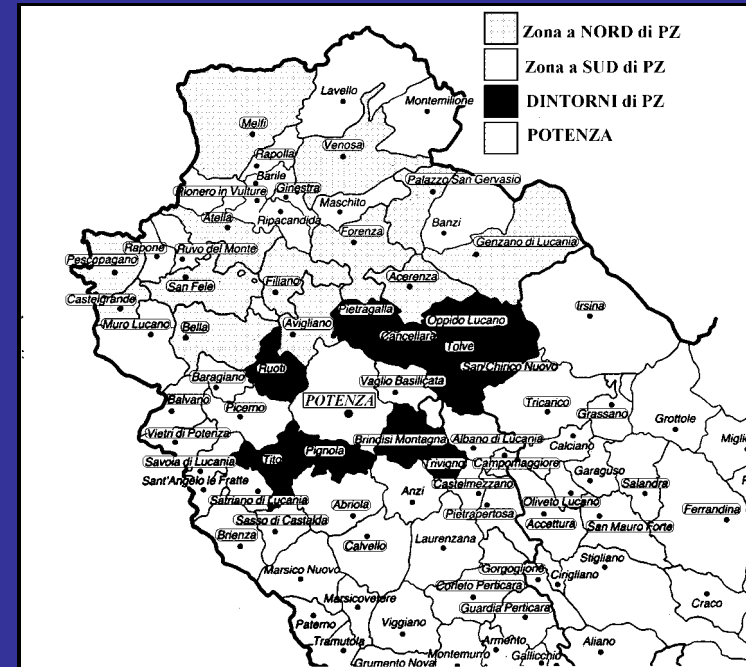 Zona a NORD di PZ
Zona a SUD di PZ
DINTORNI di PZ
POTENZA
Lavello
Montemilione
Melfi
Venosa
Rapolla
Barile
Palazzo San Gervasio
Rionero in Vulture
Ginestra
Maschito
Atella
Ripacandida
Banzi
Forenza
Genzano di Lucania
Rapone
Ruvo del Monte
Pescopagano
Acerenza
San Fele
Filiano
Castelgrande
Pietragalla
Irsina
Oppido Lucano
Muro Lucano
Bella
Avigliano
Cancellara
Tolve
Ruoti
San Chirico Nuovo
Baragiano
Vaglio Basilicata
Balvano
POTENZA
Tricarico
Picerno
Grassano
Grottole
Vietri di Potenza
Brindisi Montagna
Albano di Lucania
Calciano
Migli
Pignola
Savoia di Lucania
Tito
Trivigno
Campomaggiore
Garaguso
Sant'Angelo le Fratte
Castelmezzano
Salandra
Satriano di Lucania
Anzi
Abriola
Oliveto Lucano
Ferrandina
Sasso di Castalda
Pietrapertosa
Accettura
San Mauro Forte
Brienza
Calvello
Laurenzana
Stigliano
Marsico Nuovo
Gorgoglione
Cirigliano
Corleto Perticara
Marsicovetere
Guardia Perticara
Craco
Paterno
Viggiano
Tramutola
Armento
Aliano
Montemurro
Gallicchio
Grumento Nova